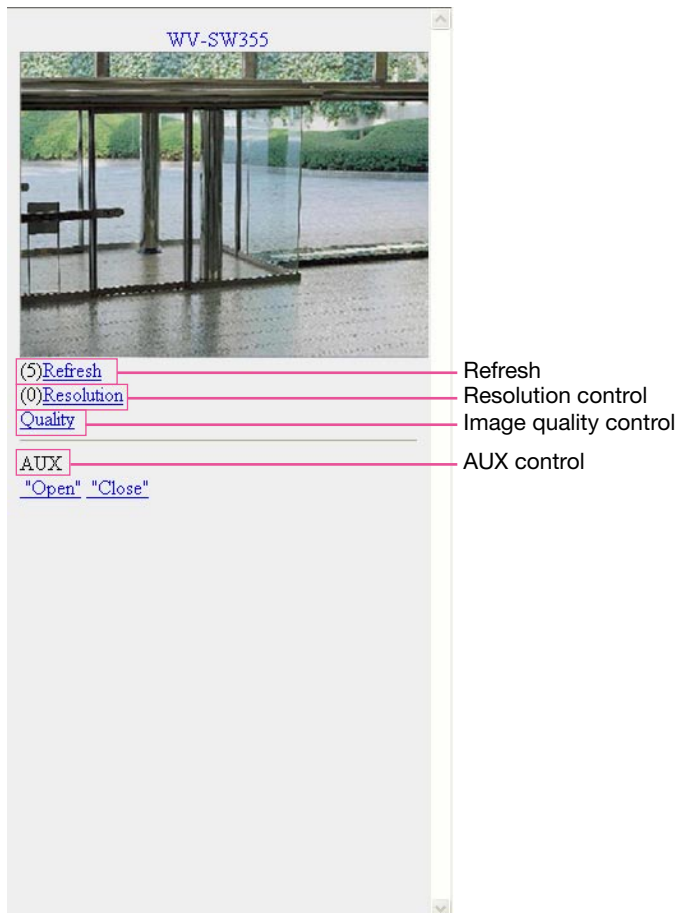 WV-SW355
(5)Refresh
Refresh
(0)Resolution
Resolution control
Quality
Image quality control
AUX
AUX control
"Open" "Close"